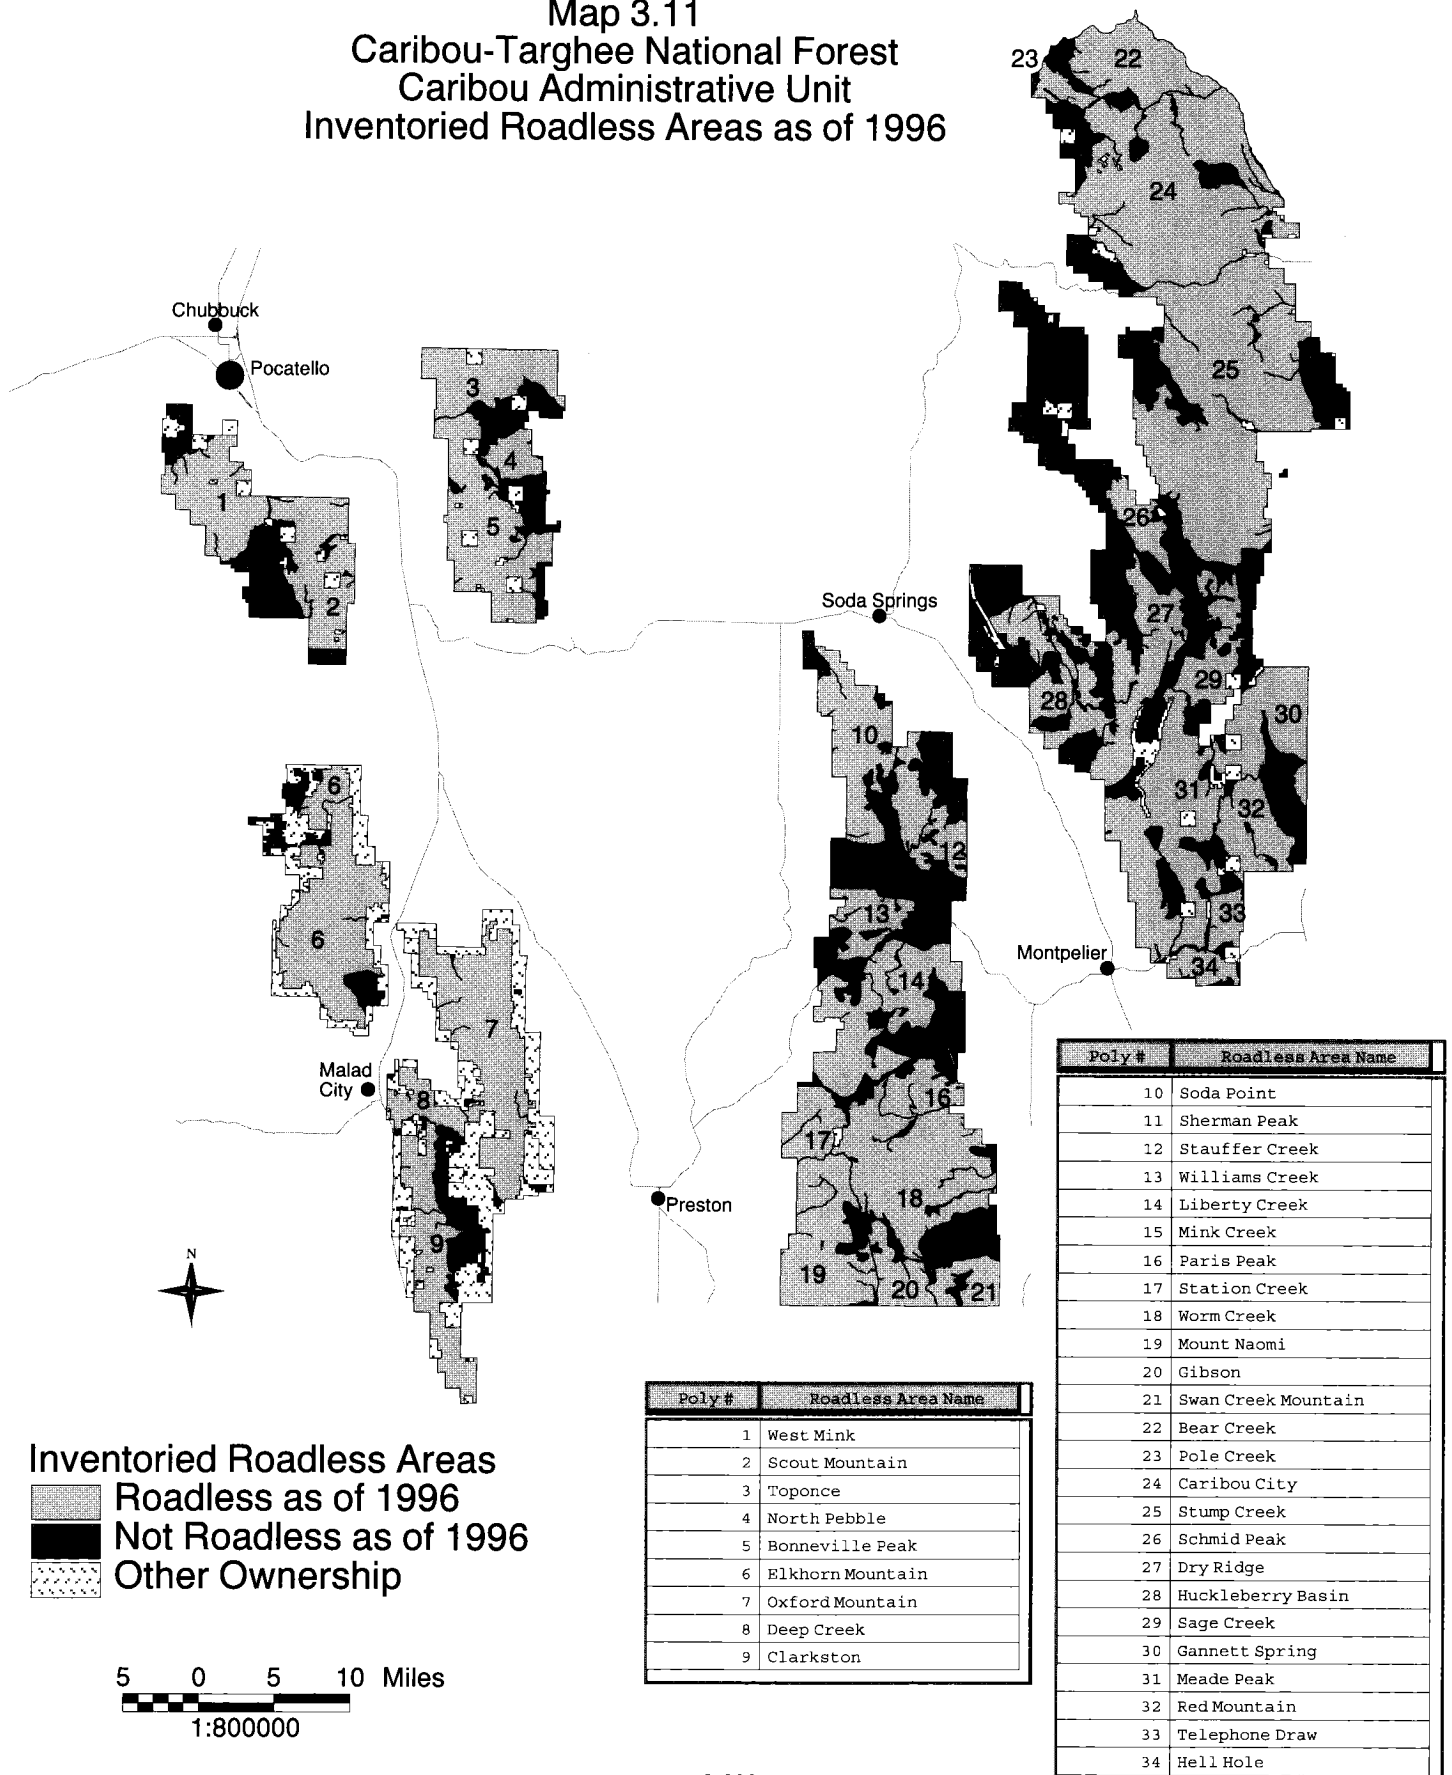 Map 3.11
Caribou-Targhee National Forest
Caribou Administrative Unit
Inventoried Roadless Areas as of 1996
23
22
24
Chubbuck
Pocatello
3
25
4
1
5
26
2
Soda Springs
27
28
29
30
10
6
31
32
12
13
33
6
Montpelier
34
14
7
Malad
City
8
16
17
18
Preston
9
N
19
20
21
Poly # Roadless Area Name
10 Soda Point
11 Sherman Peak
12 Stauffer Creek
13 Williams Creek
14 Liberty Creek
15 Mink Creek
16 Paris Peak
17 Station Creek
18 Worm Creek
19 Mount Naomi
20 Gibson
21 Swan Creek Mountain
22 Bear Creek
23 Pole Creek
24 Caribou City
25 Stump Creek
26 Schmid Peak
27 Dry Ridge
28 Huckleberry Basin
29 Sage Creek
30 Gannett Spring
31 Meade Peak
32 Red Mountain
33 Telephone Draw
34 Hell Hole
Poly # Roadless Area Name
1 West Mink
2 Scout Mountain
3 Toponce
4 North Pebble
5 Bonneville Peak
6 Elkhorn Mountain
7 Oxford Mountain
8 Deep Creek
9 Clarkston
Inventoried Roadless Areas
Roadless as of 1996
Not Roadless as of 1996
Other Ownership
5 0 5 10 Miles
1:800000